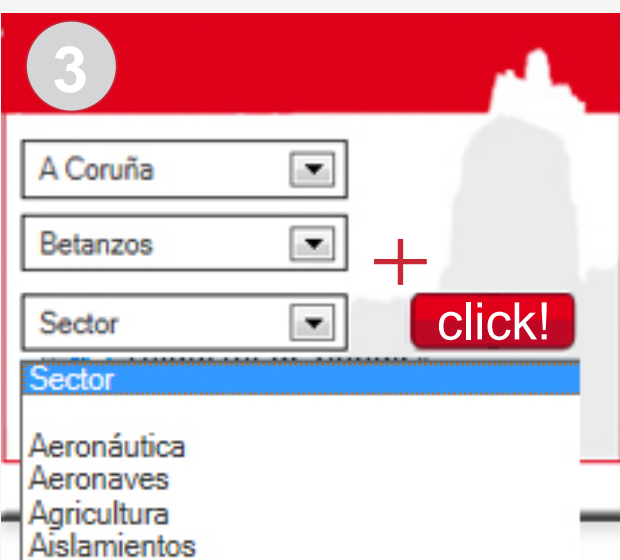 3
A Coruña
Betanzos
+
Sector
click!
Sector
Aeronáutica
Aeronaves
Agricultura
Aislamientos